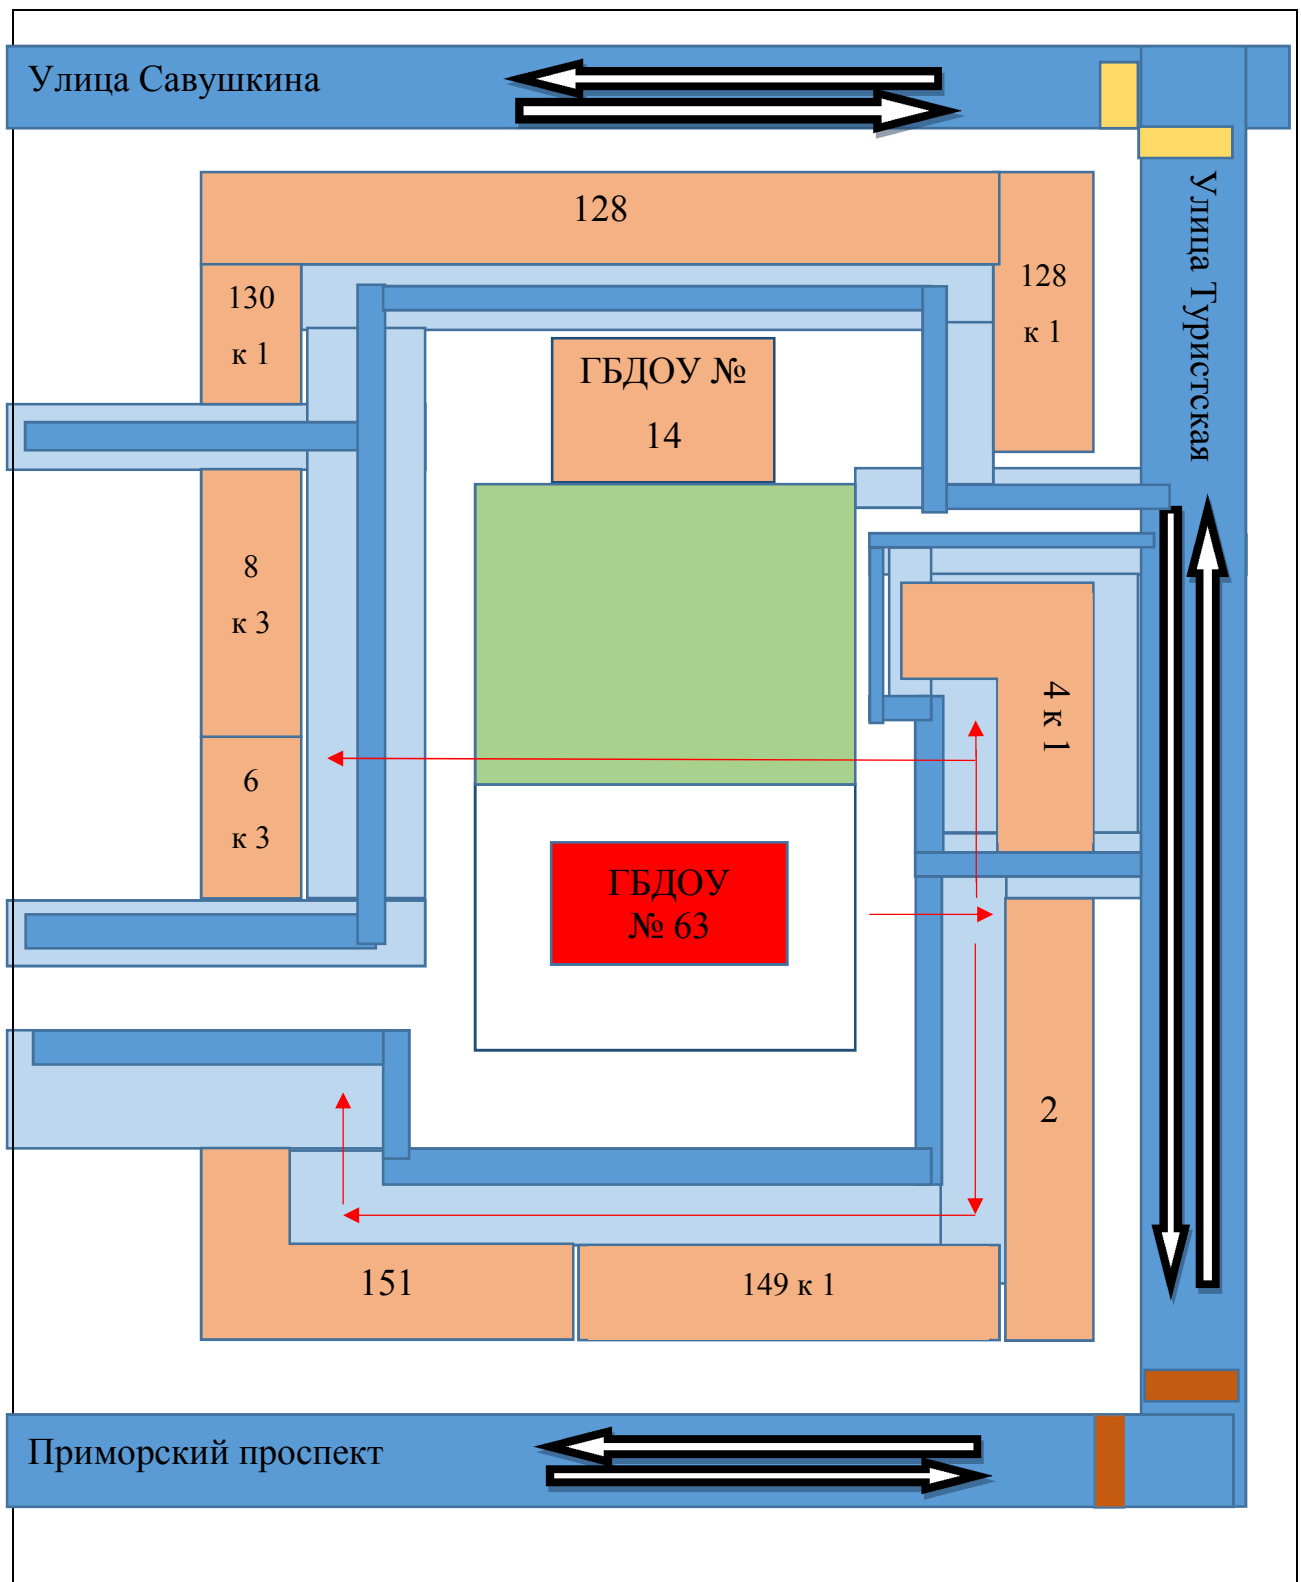 Улица Савушкина
Улица Туристская
128
130
к 1
128
к 1
ГБДОУ №
14
8
к 3
4 к 1
6
к 3
ГБДОУ
№ 63
2
151
149 к 1
Приморский проспект